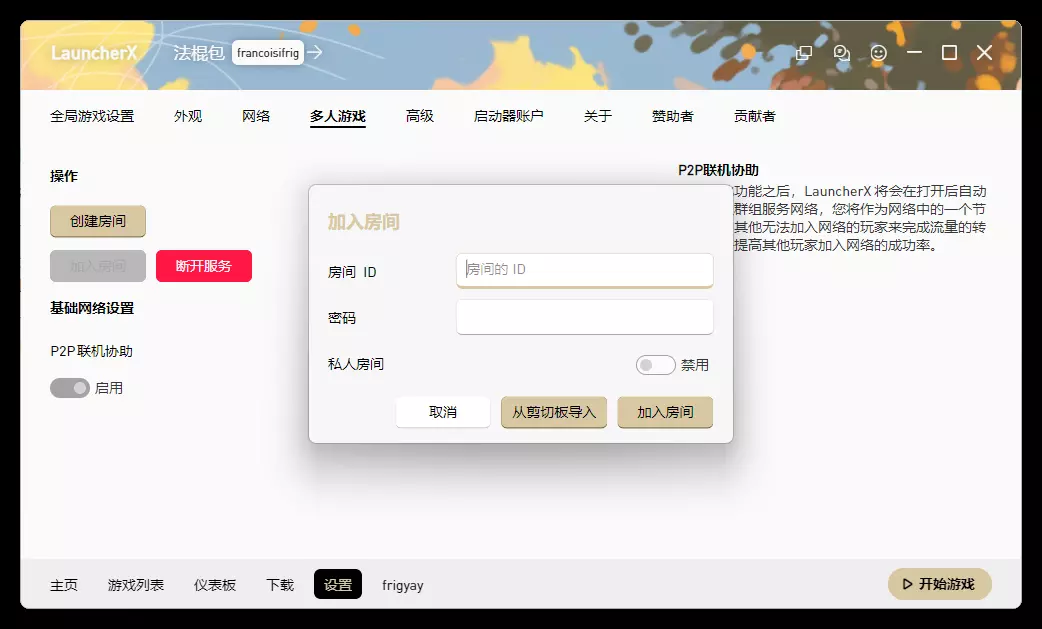 LauncherX 法棍包 francoisifrig
全局游戏设置 外观 网络 多人游戏 高级 启动器账户 关于 赞助者 贡献者
操作
创建房间
加入房间 断开服务
基础网络设置
P2P联机协助
启用
P2P联机协助
功能之后，LauncherX 将会在打开后自动
群组服务网络，您将作为网络中的一个节
其他无法加入网络的玩家来完成流量的转
提高其他玩家加入网络的成功率。
加入房间
房间 ID 房间的 ID
密码
私人房间 禁用
取消 从剪切板导入 加入房间
主页 游戏列表 仪表板 下载 设置 frigyay 开始游戏